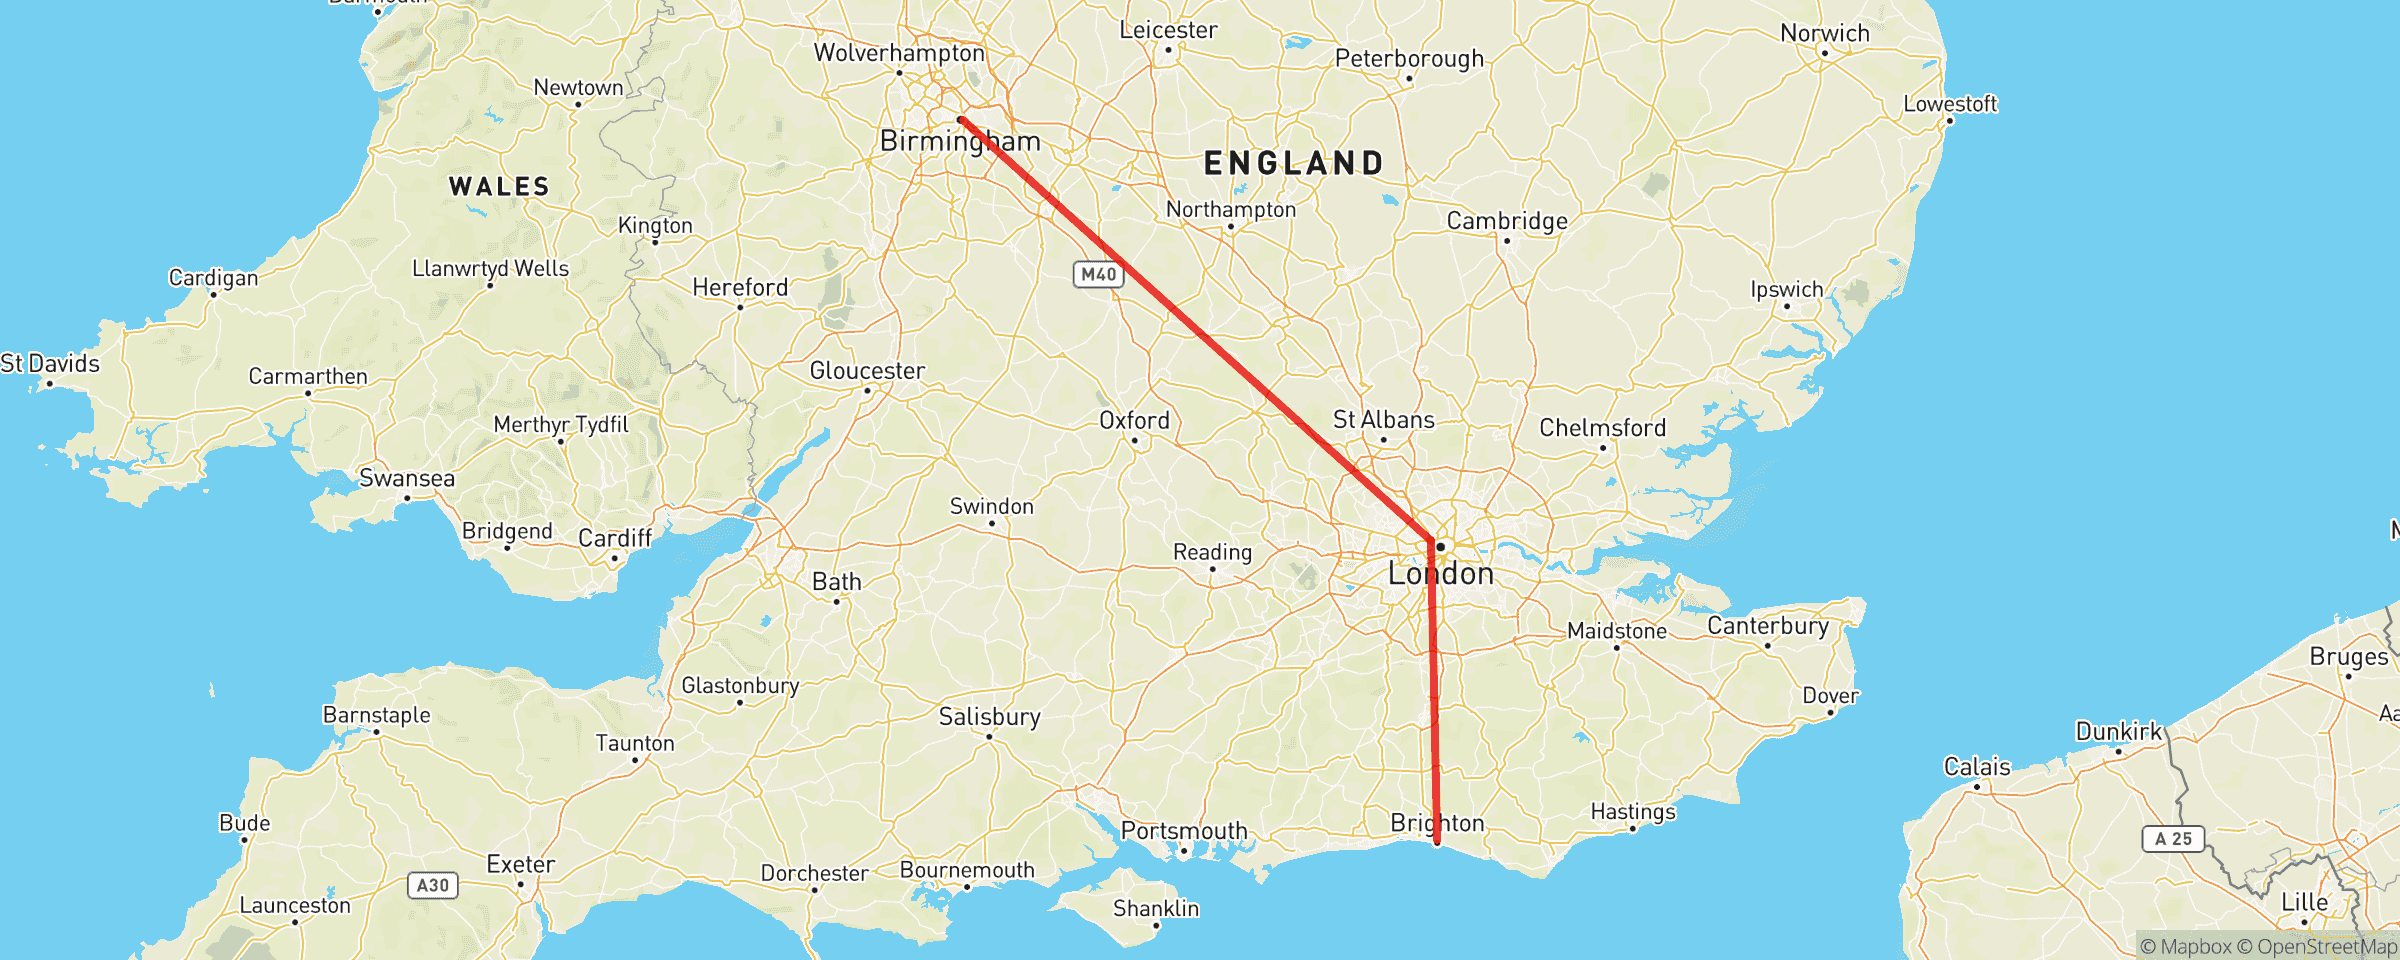 Leicester
Norwich
Wolverhampton
Peterborough
Newtown
Lowestoft
Birmingham
ENGLAND
WALES
Northampton
Kington
Cambridge
Llanwrtyd Wells
M40
Cardigan
Hereford
Ipswich
St Davids
Gloucester
Carmarthen
Oxford
St Albans
Merthyr Tydfil
Chelmsford
Swansea
Swindon
Bridgend
Cardiff
Reading
London
Bath
Maidstone
Canterbury
Bruges
Glastonbury
Dover
Barnstaple
Salisbury
Taunton
Dunkirk
Calais
Bude
Portsmouth
Brighton
Hastings
A 25
Exeter
A30
Dorchester
Bournemouth
Launceston
Shanklin
Lille
© Mapbox © OpenStreetMap